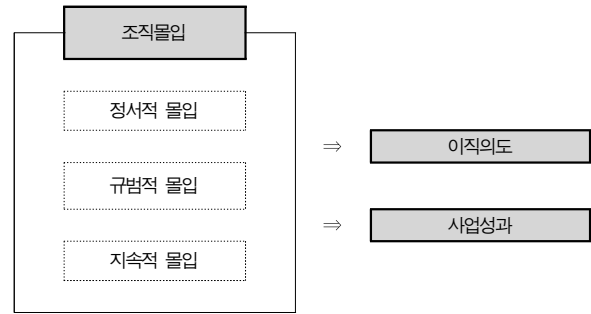 조직몰입
정서적 몰입
규범적 몰입
지속적 몰입
⇒ 이직의도
⇒ 사업성과